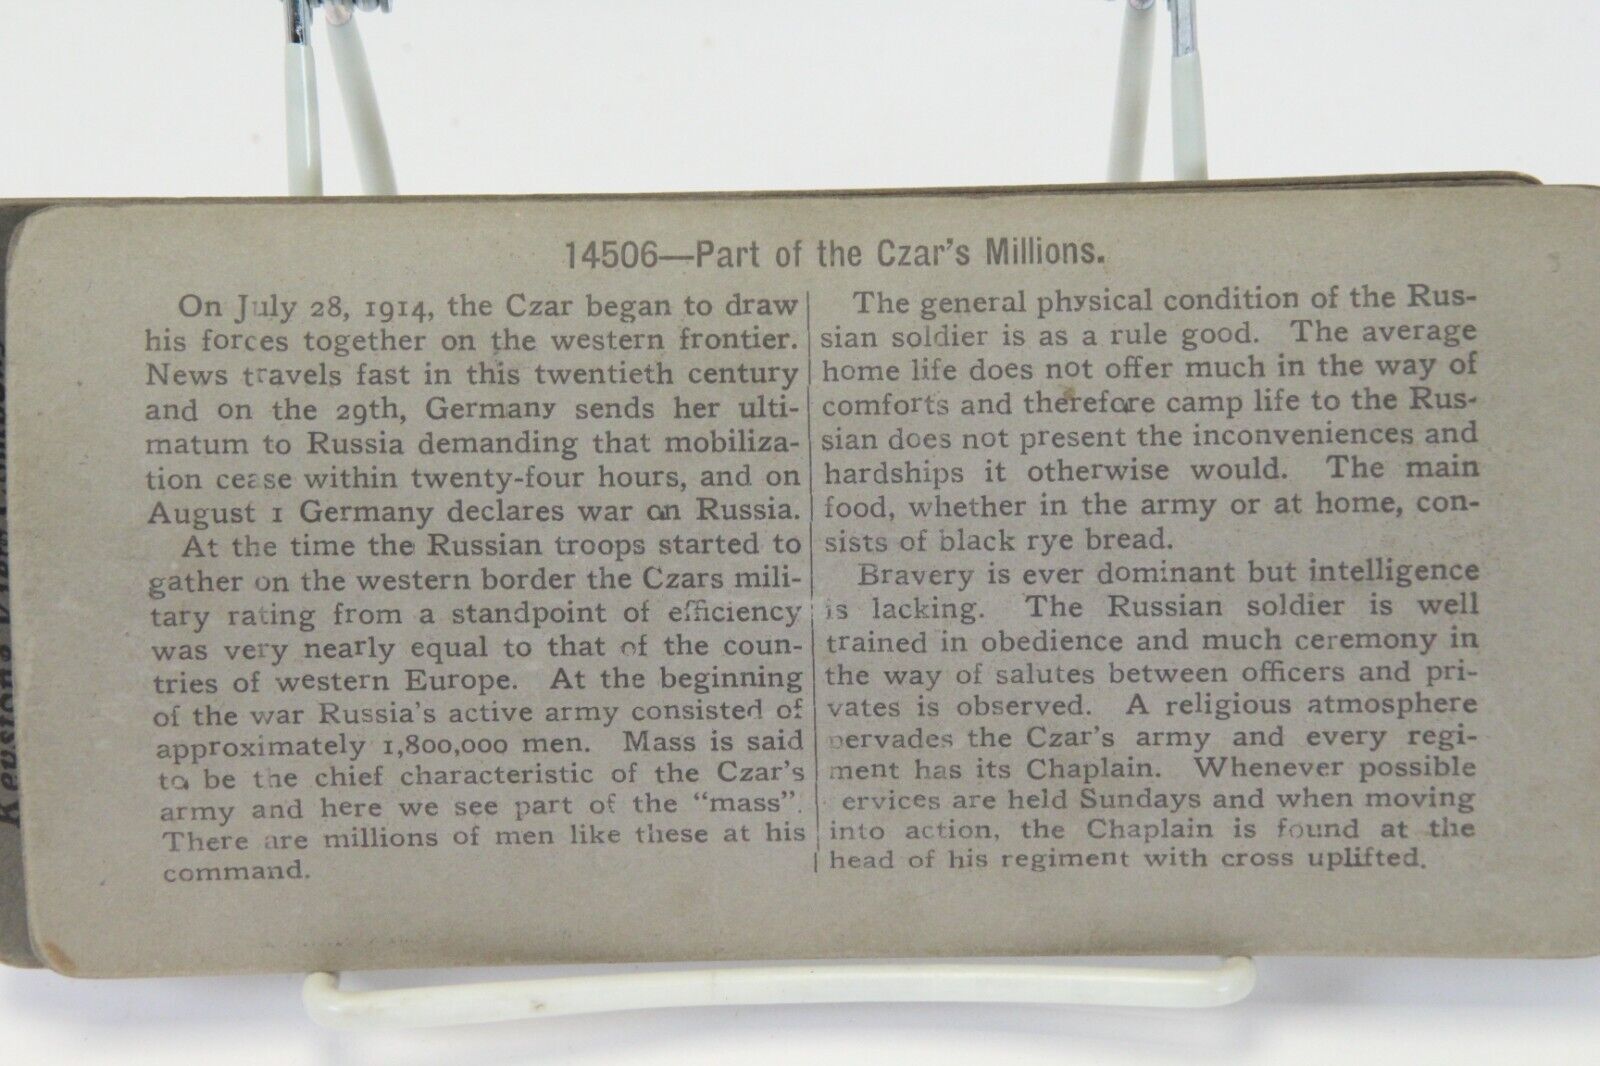 14506—Part of the Czar's Millions.
On July 28, 1914, the Czar began to draw
his forces together on the western frontier.
News travels fast in this twentieth century
and on the 29th, Germany sends her ulti-
matum to Russia demanding that mobiliza-
tion cease within twenty-four hours, and on
August 1 Germany declares war on Russia.
At the time the Russian troops started to
gather on the western border the Czars mili-
tary rating from a standpoint of efficiency
was very nearly equal to that of the coun-
tries of western Europe. At the beginning
of the war Russia's active army consisted of
approximately 1,800,000 men. Mass is said
to be the chief characteristic of the Czar's
army and here we see part of the "mass".
There are millions of men like these at his
command.
The general physical condition of the Rus-
sian soldier is as a rule good. The average
home life does not offer much in the way of
comforts and therefore camp life to the Rus-
sian does not present the inconveniences and
hardships it otherwise would. The main
food, whether in the army or at home, con-
sists of black rye bread.
Bravery is ever dominant but intelligence
is lacking. The Russian soldier is well
trained in obedience and much ceremony in
the way of salutes between officers and pri-
vates is observed. A religious atmosphere
pervades the Czar's army and every regi-
ment has its Chaplain. Whenever possible
ervices are held Sundays and when moving
into action, the Chaplain is found at the
head of his regiment with cross uplifted.
Keystone View